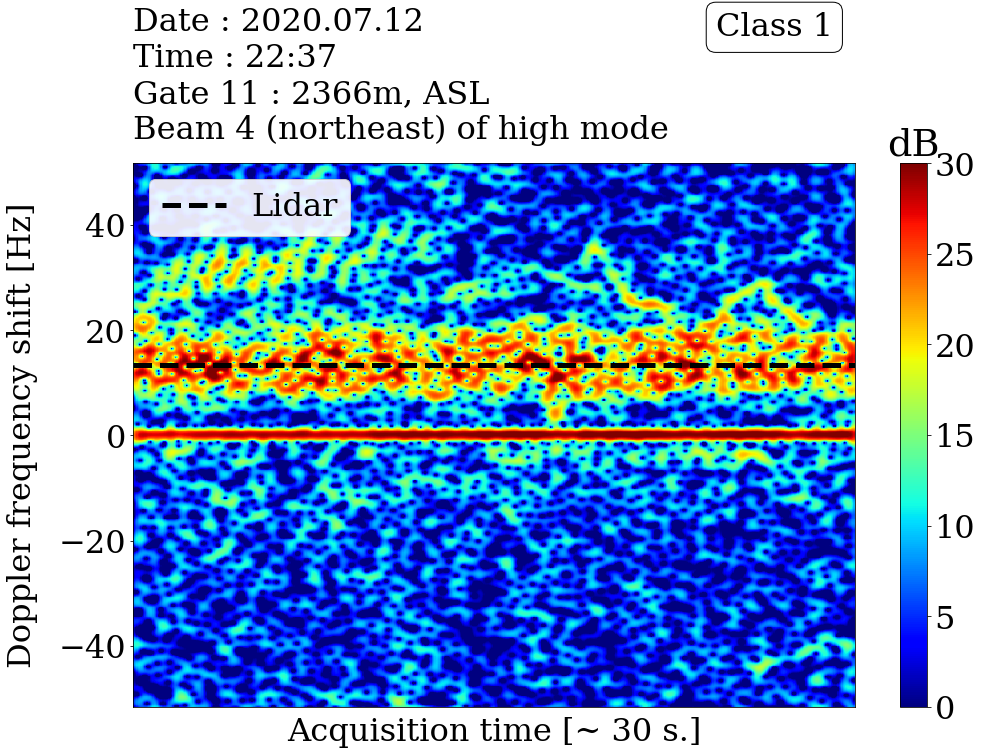 Date : 2020.07.12
Class 1
Time : 22:37
Gate 11 : 2366m, ASL
Beam 4 (northeast) of high mode
dB
Lidar
Doppler frequency shift [Hz]
40
20
0
−20
−40
30
25
20
15
10
5
0
Acquisition time [~ 30 s.]